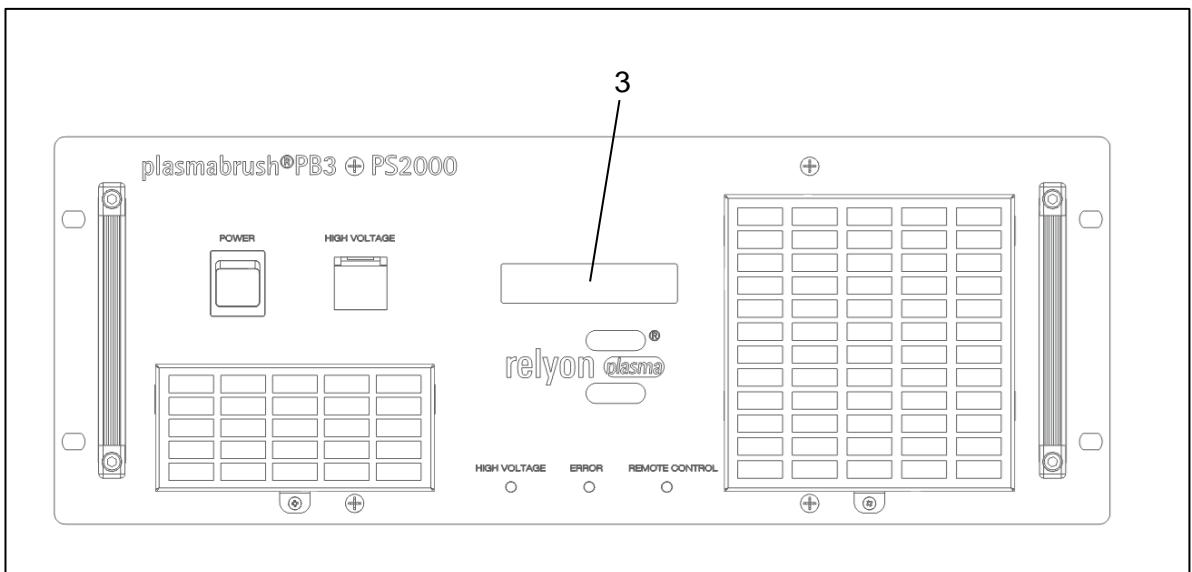 3
plasmabrush®PB3 PS2000
POWER
HIGH VOLTAGE
relyon plasma®
HIGH VOLTAGE
ERROR
REMOTE CONTROL